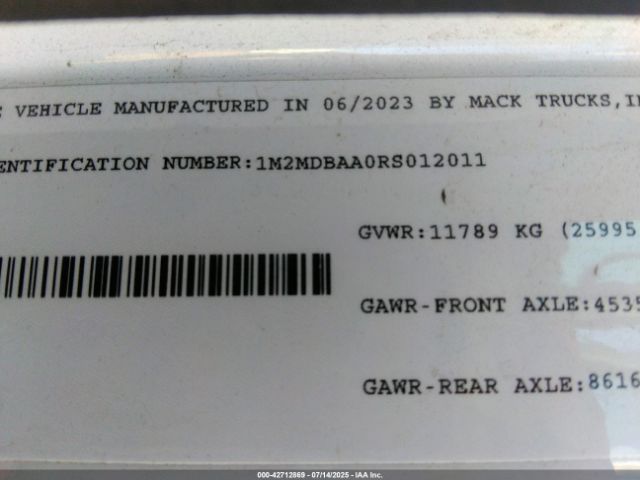 VEHICLE MANUFACTURED IN 06/2023 BY MACK TRUCKS,
ENTIFICATION NUMBER:1M2MDBAA0RS012011
GVWR:11789 KG (25995
GAWR-FRONT AXLE:4535
GAWR-REAR AXLE:8616
000-42712869 - 07/14/2025 - IAA Inc.